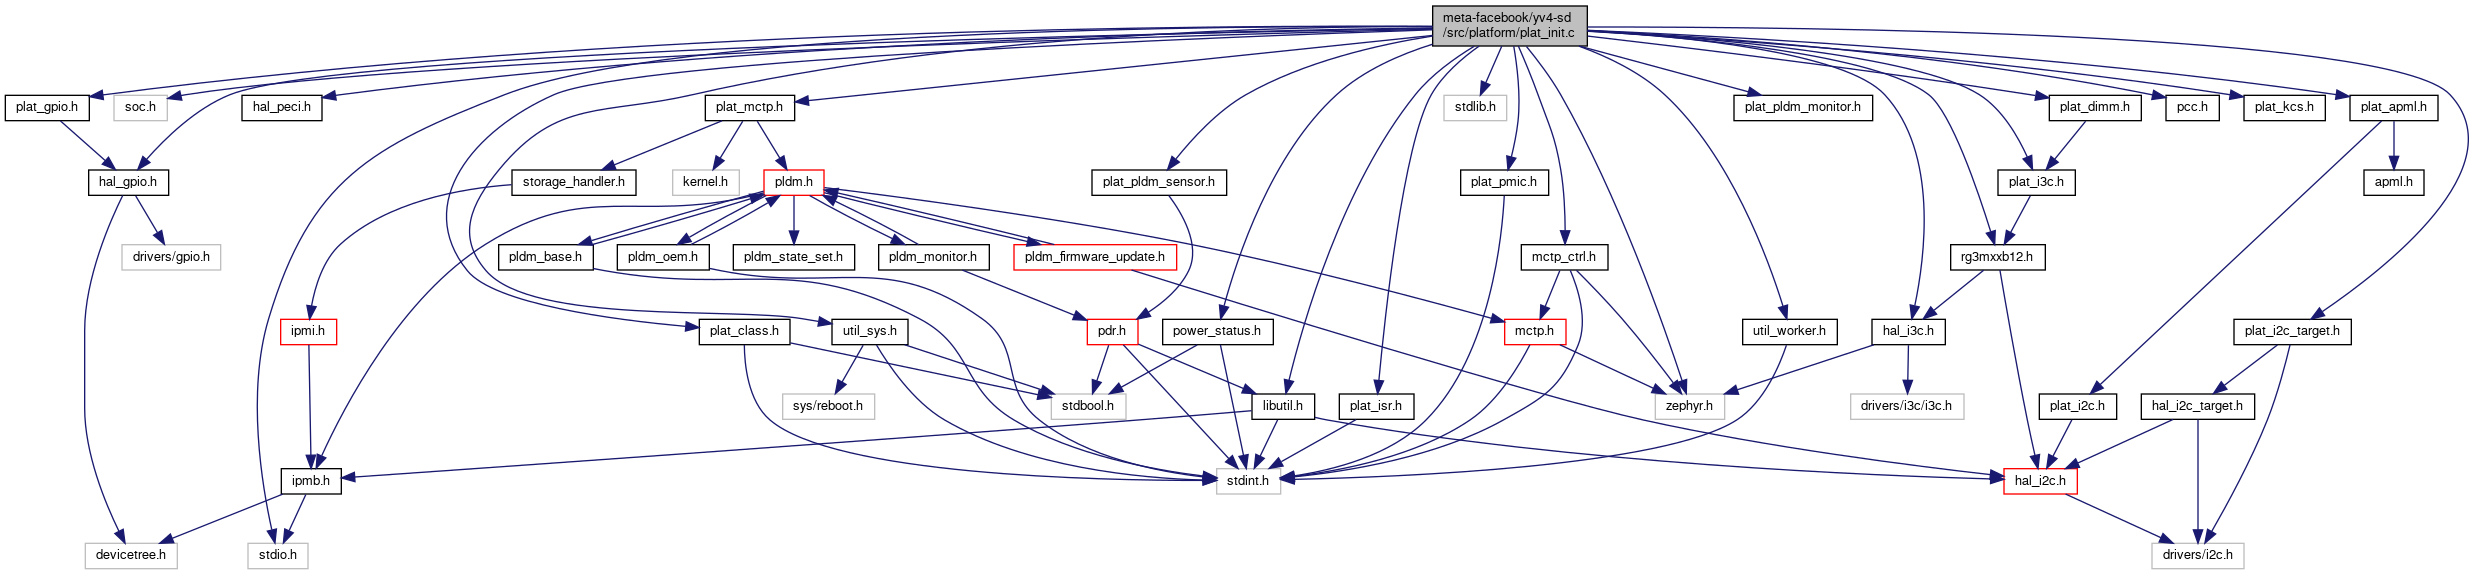 meta-facebook/yv4-sd
/src/platform/plat_init.c
plat_gpio.h
soc.h
hal_peci.h
plat_mctp.h
stdlib.h
plat_pldm_monitor.h
plat_dimm.h
pcc.h
plat_kcs.h
plat_apml.h
hal_gpio.h
storage_handler.h
kernel.h
pldm.h
plat_pldm_sensor.h
plat_pmic.h
plat_i3c.h
apml.h
drivers/gpio.h
pldm_base.h
pldm_oem.h
pldm_state_set.h
pldm_monitor.h
pldm_firmware_update.h
mctp_ctrl.h
rg3mxxb12.h
ipmi.h
plat_class.h
util_sys.h
pdr.h
power_status.h
mctp.h
util_worker.h
hal_i3c.h
plat_i2c_target.h
sys/reboot.h
stdbool.h
libutil.h
plat_isr.h
zephyr.h
drivers/i3c/i3c.h
plat_i2c.h
hal_i2c_target.h
ipmb.h
stdint.h
hal_i2c.h
devicetree.h
stdio.h
drivers/i2c.h